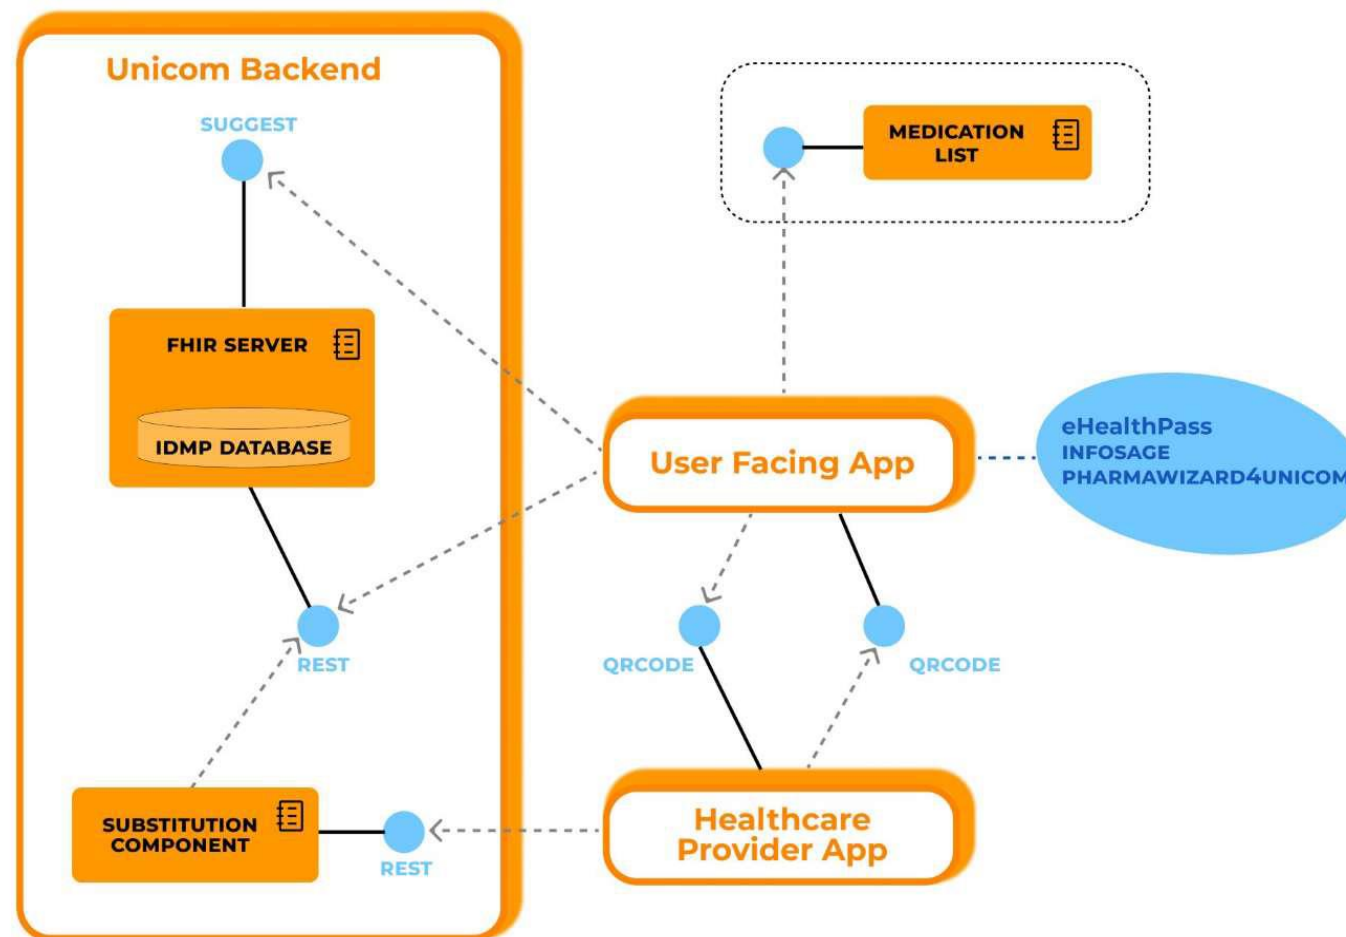 Unicom Backend
SUGGEST
FHIR SERVER
IDMP DATABASE
REST
SUBSTITUTION
COMPONENT
REST
MEDICATION
LIST
User Facing App
eHealthPass
INFOSAGE
PHARMAWIZARD4UNICOM
QRCODE
QRCODE
Healthcare
Provider App